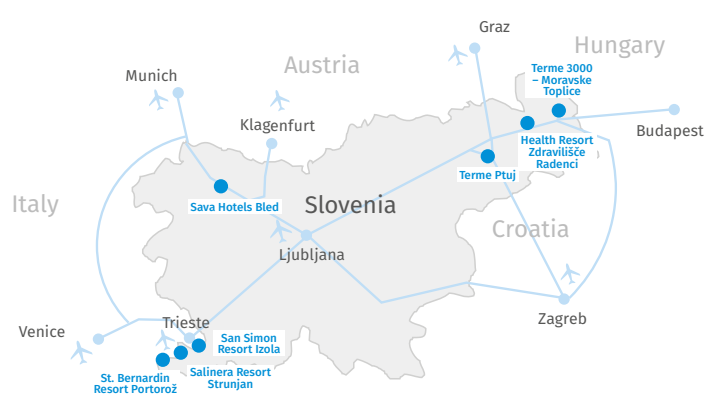 Graz
Hungary
Austria
Terme 3000
– Moravske
Toplice
Munich
Klagenfurt
Budapest
Health Resort
Zdravilišče
Radenci
Terme Ptuj
Italy
Sava Hotels Bled
Slovenia
Croatia
Ljubljana
Zagreb
Venice
Trieste
San Simon
Resort Izola
Salinera Resort
Strunjan
St. Bernardin
Resort Portorož